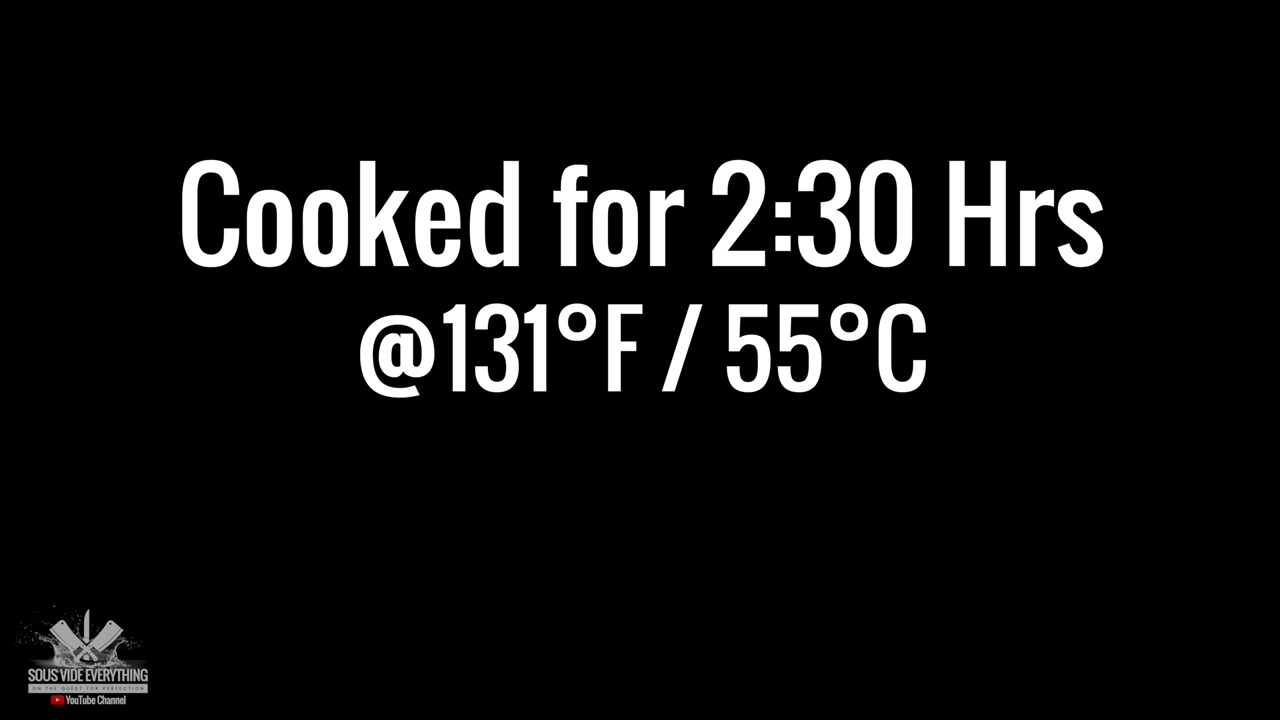 Cooked for 2:30 Hrs
@131°F / 55°C
SOUS VIDE EVERYTHING
ON THE QUEST FOR PERFECTION
YouTube Channel